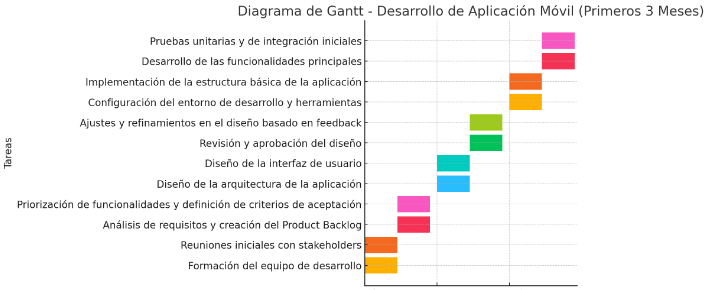 Diagrama de Gantt - Desarrollo de Aplicación Móvil (Primeros 3 Meses)
Pruebas unitarias y de integración iniciales
Desarrollo de las funcionalidades principales
Implementación de la estructura básica de la aplicación
Configuración del entorno de desarrollo y herramientas
Ajustes y refinamientos en el diseño basado en feedback
Revisión y aprobación del diseño
Tareas
Diseño de la interfaz de usuario
Diseño de la arquitectura de la aplicación
Priorización de funcionalidades y definición de criterios de aceptación
Análisis de requisitos y creación del Product Backlog
Reuniones iniciales con stakeholders
Formación del equipo de desarrollo